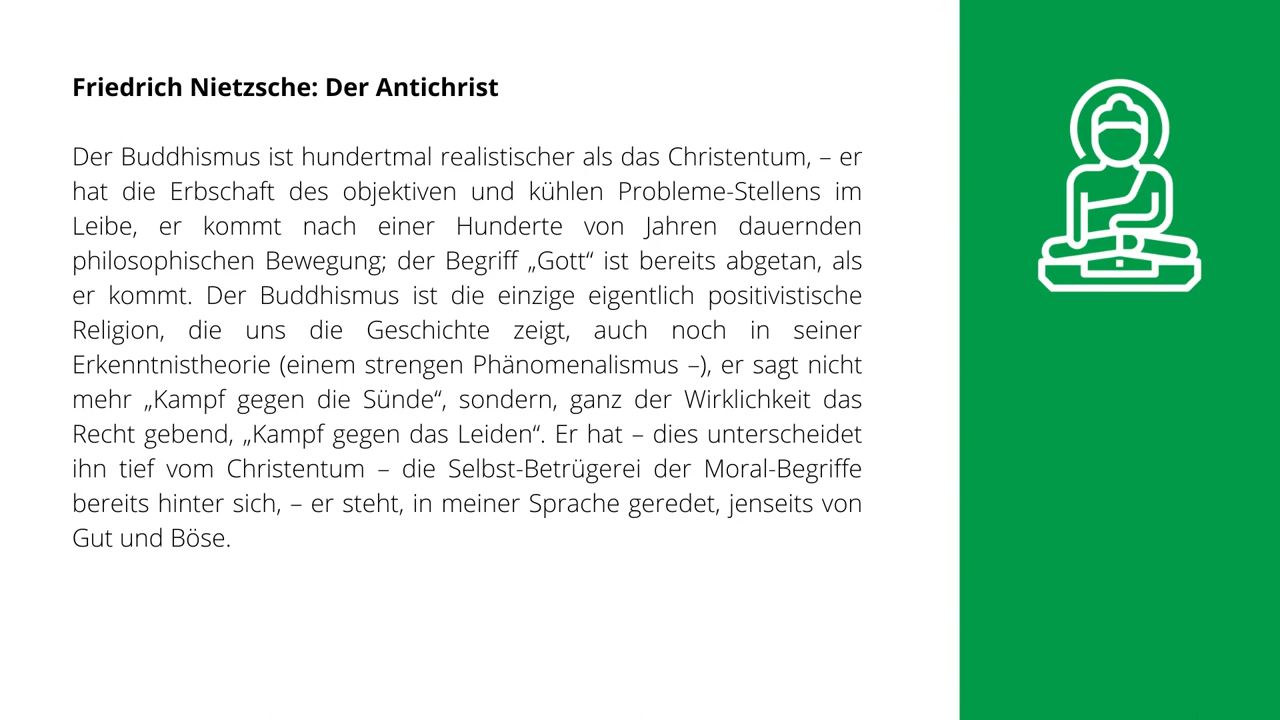 Friedrich Nietzsche: Der Antichrist
Der Buddhismus ist hundertmal realistischer als das Christentum, – er
hat die Erbschaft des objektiven und kühlen Probleme-Stellens im
Leibe, er kommt nach einer Hunderte von Jahren dauernden
philosophischen Bewegung; der Begriff „Gott“ ist bereits abgetan, als
er kommt. Der Buddhismus ist die einzige eigentlich positivistische
Religion, die uns die Geschichte zeigt, auch noch in seiner
Erkenntnistheorie (einem strengen Phänomenalismus –), er sagt nicht
mehr „Kampf gegen die Sünde“, sondern, ganz der Wirklichkeit das
Recht gebend, „Kampf gegen das Leiden“. Er hat – dies unterscheidet
ihn tief vom Christentum – die Selbst-Betrügerei der Moral-Begriffe
bereits hinter sich, – er steht, in meiner Sprache geredet, jenseits von
Gut und Böse.